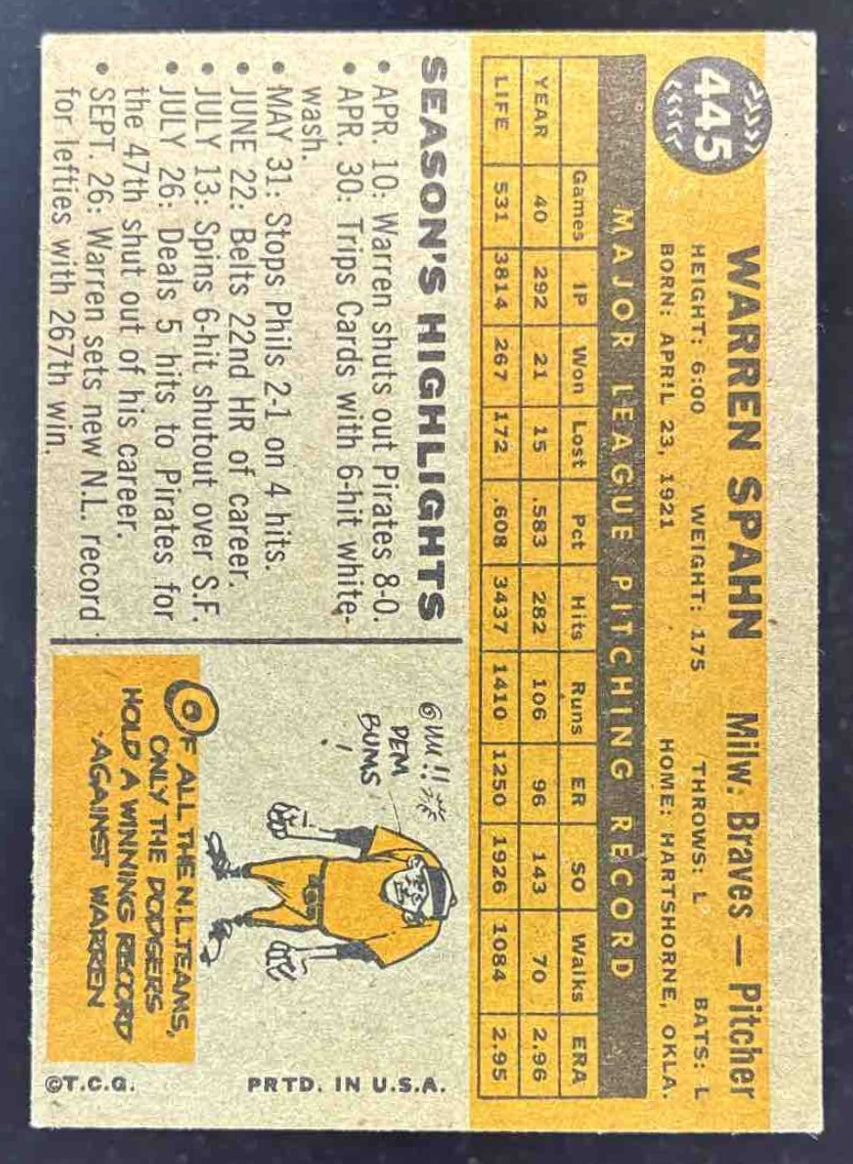 445
WARREN SPAHN Milw. Braves — Pitcher
HEIGHT: 6:00 WEIGHT: 175 THROWS: L BATS: L
BORN: APRIL 23, 1921 HOME: HARTSHORNE, OKLA.
MAJOR LEAGUE PITCHING RECORD
Games IP Won Lost Pct Hits Runs ER SO Walks ERA
YEAR 40 292 21 15 .583 282 106 96 143 70 2.96
LIFE 531 3814 267 172 .608 3437 1410 1250 1926 1084 2.95
SEASON'S HIGHLIGHTS
• APR. 10: Warren shuts out Pirates 8-0.
• APR. 30: Trips Cards with 6-hit white-
wash.
• MAY 31: Stops Phils 2-1 on 4 hits.
• JUNE 22: Belts 22nd HR of career.
• JULY 13: Spins 6-hit shutout over S.F.
• JULY 26: Deals 5 hits to Pirates for
the 47th shut out of his career.
• SEPT. 26: Warren sets new N.L. record
for lefties with 267th win.
DEM
BUMS
!
OF ALL THE N.L. TEAMS,
ONLY THE DODGERS
HOLD A WINNING RECORD
AGAINST WARREN
©T.C.G. PRTD. IN U.S.A.